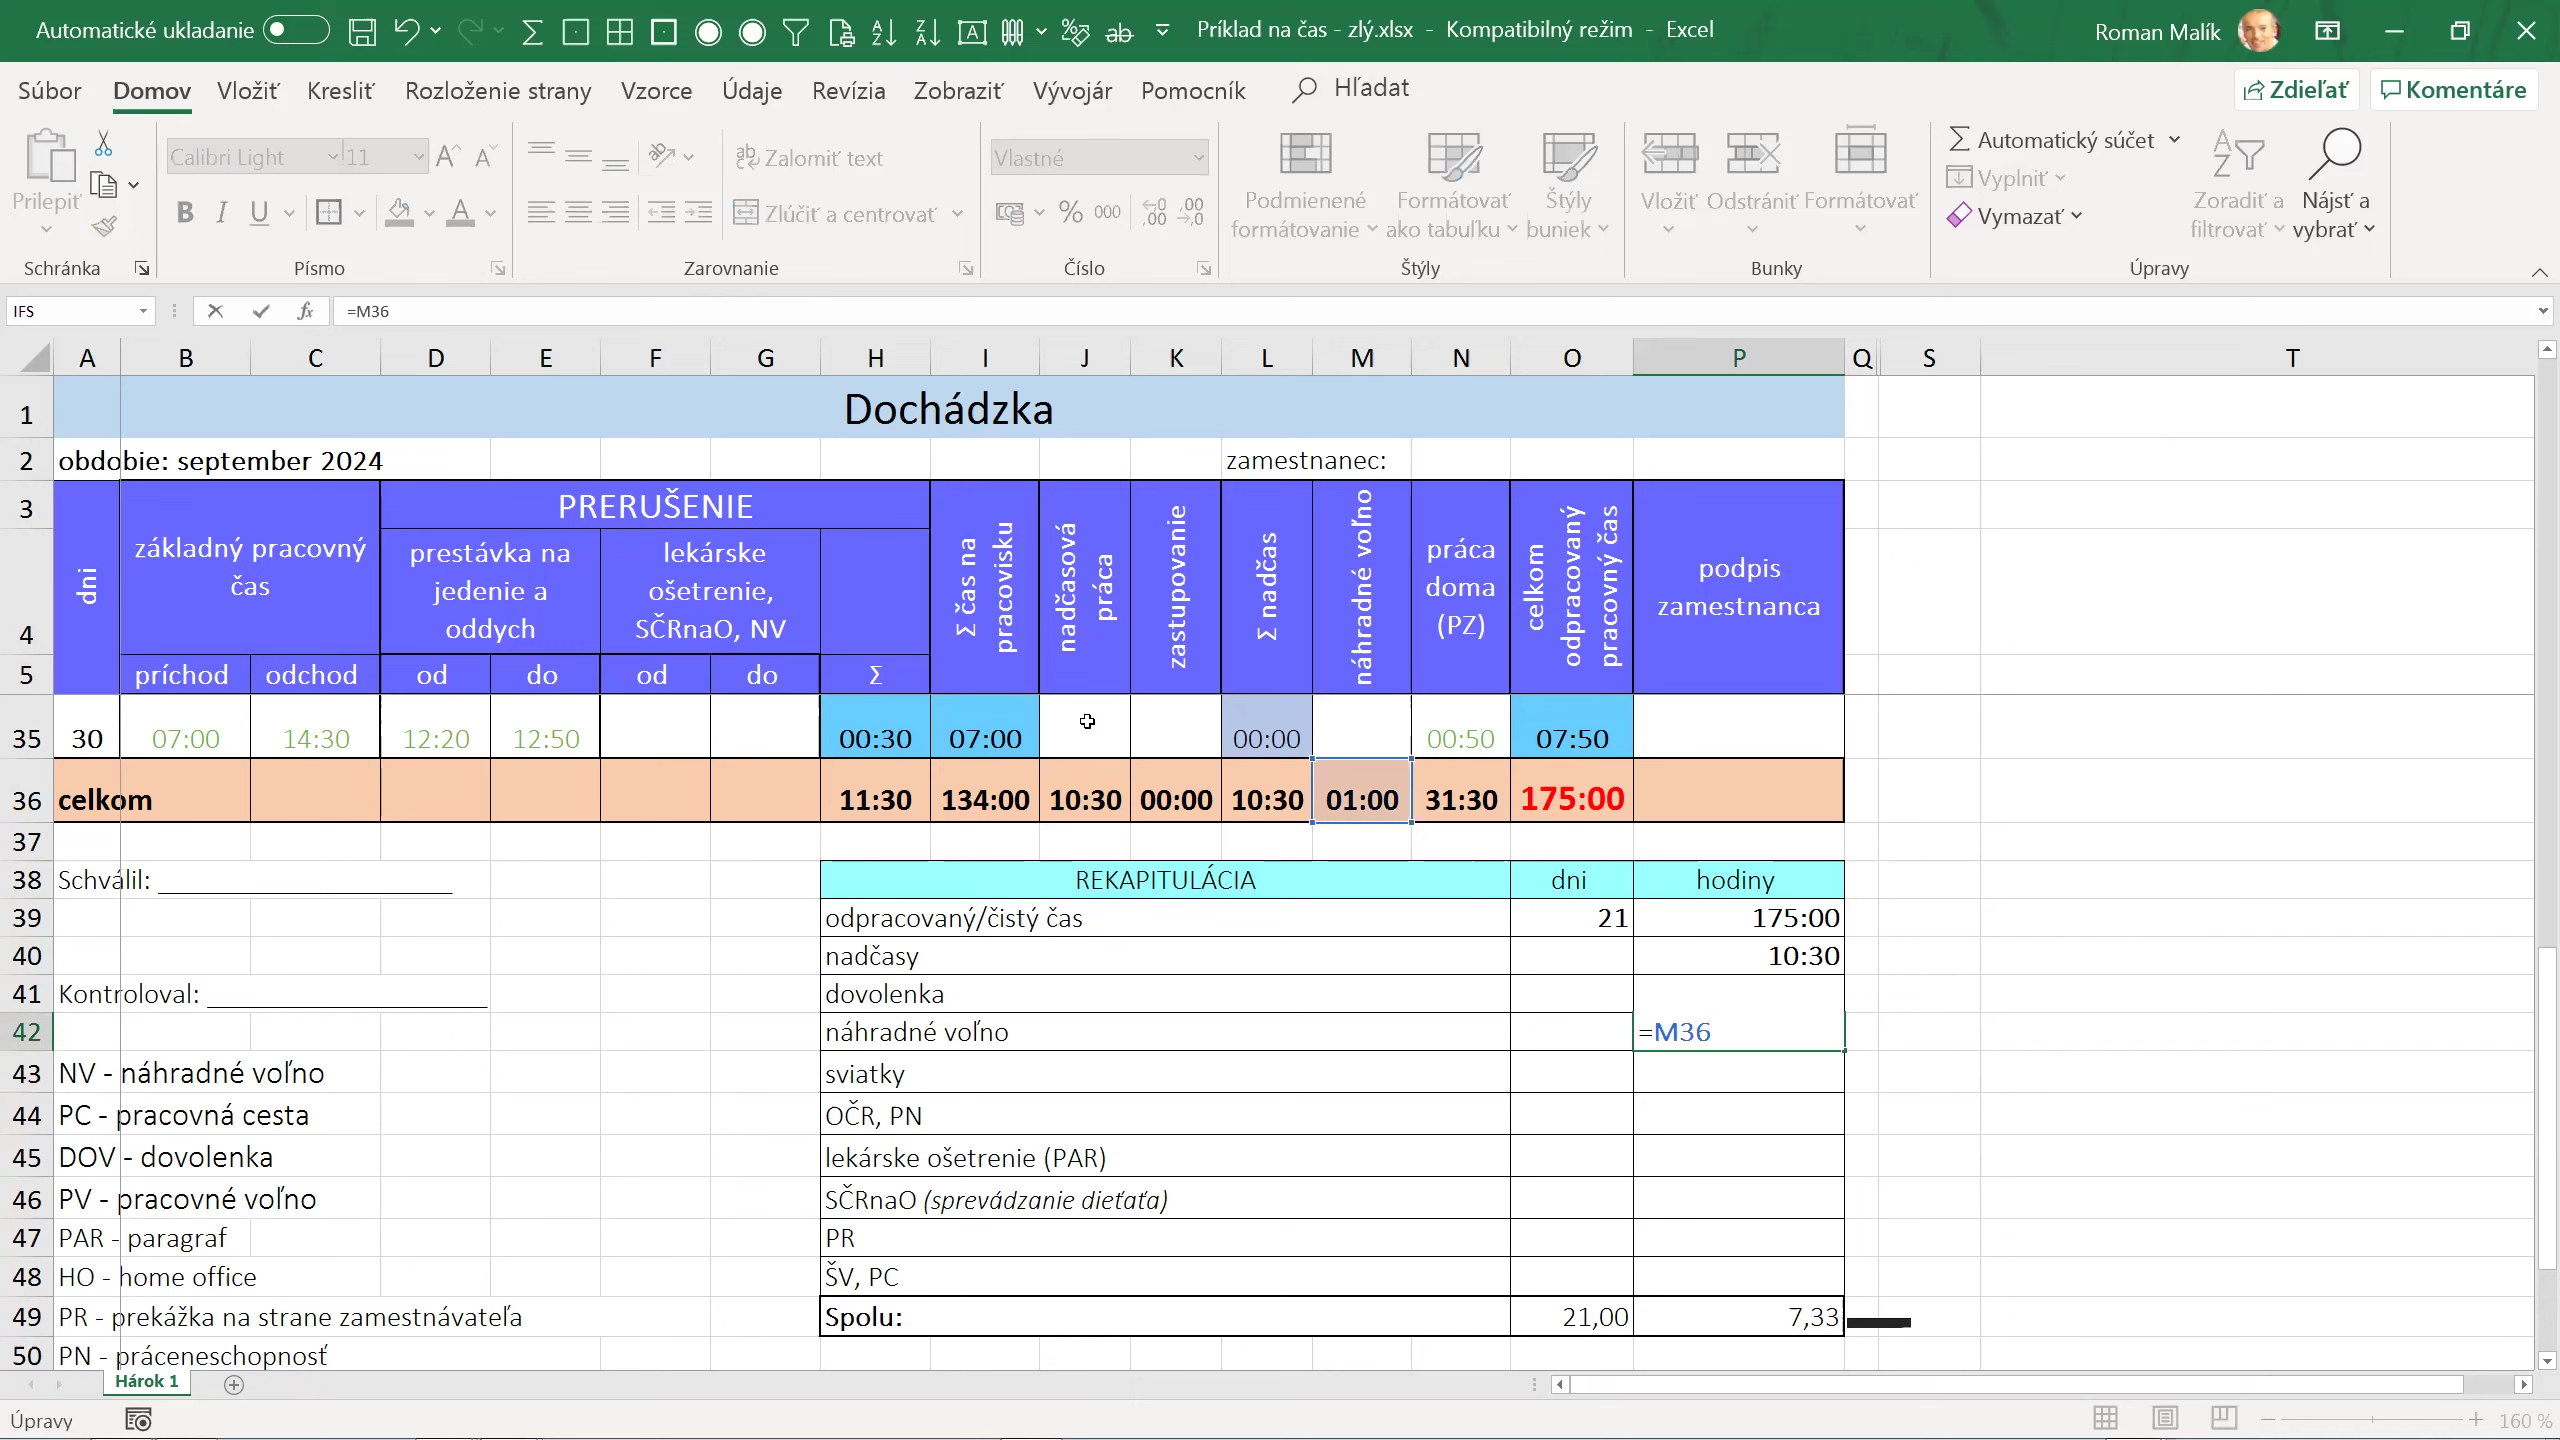 Automatické ukladanie
Príklad na čas - zlý.xlsx - Kompatibilný režim - Excel
Roman Malík
Súbor Domov Vložiť Kresliť Rozloženie strany Vzorce Údaje Revízia Zobraziť Vývojár Pomocník Hľadať
Zdieľať Komentáre
Prilepiť
Schránka
Calibri Light 11
B I U
Písmo
Zalomiť text
Zlúčiť a centrovať
Zarovnanie
Vlastné
% 000
Číslo
Podmienené formátovanie
Formátovať ako tabuľku
Štýly buniek
Štýly
Vložiť Odstrániť Formátovať
Bunky
Automatický súčet
Vyplniť
Vymazať
Zoradiť a filtrovať
Nájsť a vybrať
Úpravy
IFS
fx =M36
A B C D E F G H I J K L M N O P Q S T
1 Dochádzka
2 obdobie: september 2024 zamestnanec:
3 4 5
dni
základný pracovný čas
PRERUŠENIE
prestávka na jedenie a oddych
lekárske ošetrenie, SČRnaO, NV
príchod odchod od do od do Σ
Σ čas na pracovisku
nadčasová práca
zastupovanie
Σ nadčas
náhradné voľno
práca doma (PZ)
celkom odpracovaný pracovný čas
podpis zamestnanca
35 30 07:00 14:30 12:20 12:50 00:30 07:00 00:00 00:50 07:50
36 celkom 11:30 134:00 10:30 00:00 10:30 01:00 31:30 175:00
37
38 Schválil: REKAPITULÁCIA dni hodiny
39 odpracovaný/čistý čas 21 175:00
40 nadčasy 10:30
41 Kontroloval: dovolenka
42 náhradné voľno =M36
43 NV - náhradné voľno sviatky
44 PC - pracovná cesta OČR, PN
45 DOV - dovolenka lekárske ošetrenie (PAR)
46 PV - pracovné voľno SČRnaO (sprevádzanie dieťaťa)
47 PAR - paragraf PR
48 HO - home office ŠV, PC
49 PR - prekážka na strane zamestnávateľa Spolu: 21,00 7,33
50 PN - práceneschopnosť
Hárok 1
Úpravy
160 %